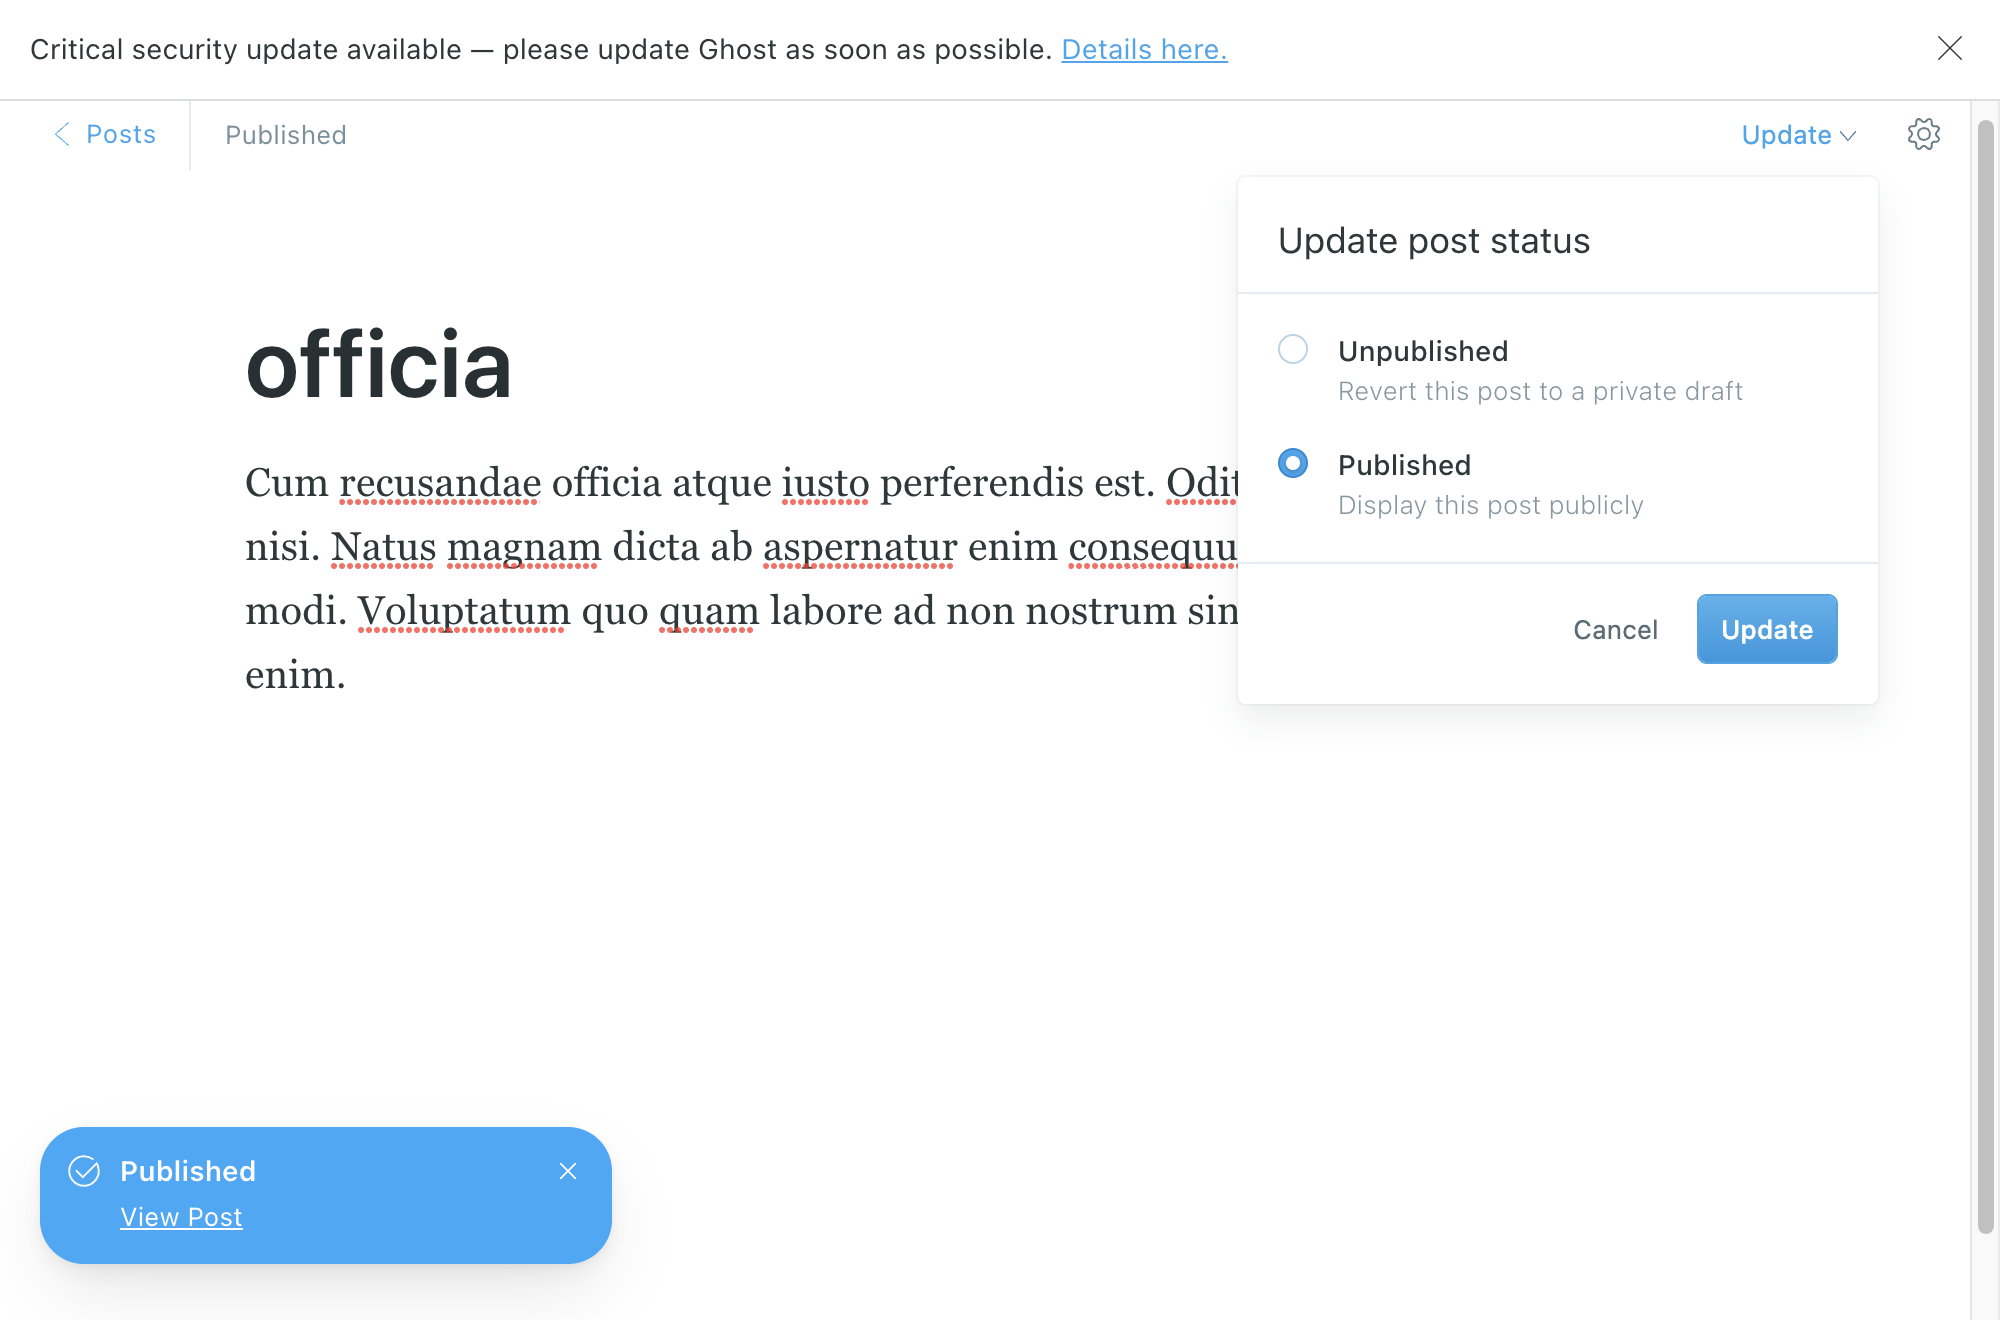 Critical security update available — please update Ghost as soon as possible. Details here.
Posts
Published
Update
Update post status
Unpublished
Revert this post to a private draft
Published
Display this post publicly
Cancel
Update
officia
Cum recusandae officia atque iusto perferendis est. Odit
nisi. Natus magnam dicta ab aspernatur enim
modi. Voluptatum quo quam labore ad non nostrum
enim.
Published
View Post